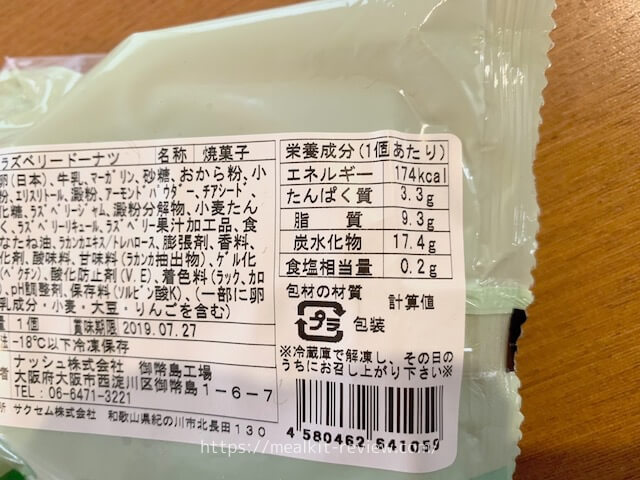 ラズベリードーナツ 名称 焼菓子
卵(日本)、牛乳、マーガリン、砂糖、おから粉、小
粉、エリスリトール、澱粉、アーモンドパウダー、チアシード、
化糖、ラズベリージャム、澱粉分解物、小麦たん
く、ラズベリーリキュール、ラズベリー果汁加工品、食
なたね油、ラカンカエキス/トレハロース、膨張剤、香料、
化剤、酸味料、甘味料(ラカンカ抽出物)、ゲル化
(ペクチン)、酸化防止剤(V.E)、着色料(ラック、カロ
)、pH調整剤、保存料(ソルビン酸K)、(一部に卵
乳成分・小麦・大豆・りんごを含む)
量 1個 賞味期限 2019.07.27
法 -18℃以下冷凍保存
者 ナッシュ株式会社 御幣島工場
大阪府大阪市西淀川区御幣島1-6-7
TEL:06-6471-3221
所 サクセム株式会社 和歌山県紀の川市北長田130
栄養成分(1個あたり)
エネルギー 174kcal
たんぱく質 3.3g
脂質 9.3g
炭水化物 17.4g
食塩相当量 0.2g
計算値
包材の材質
プラ 包装
※冷蔵庫で解凍し、その日の
うちにお召し上がり下さい※
4 580462 641059
https://mealkit-review.com/